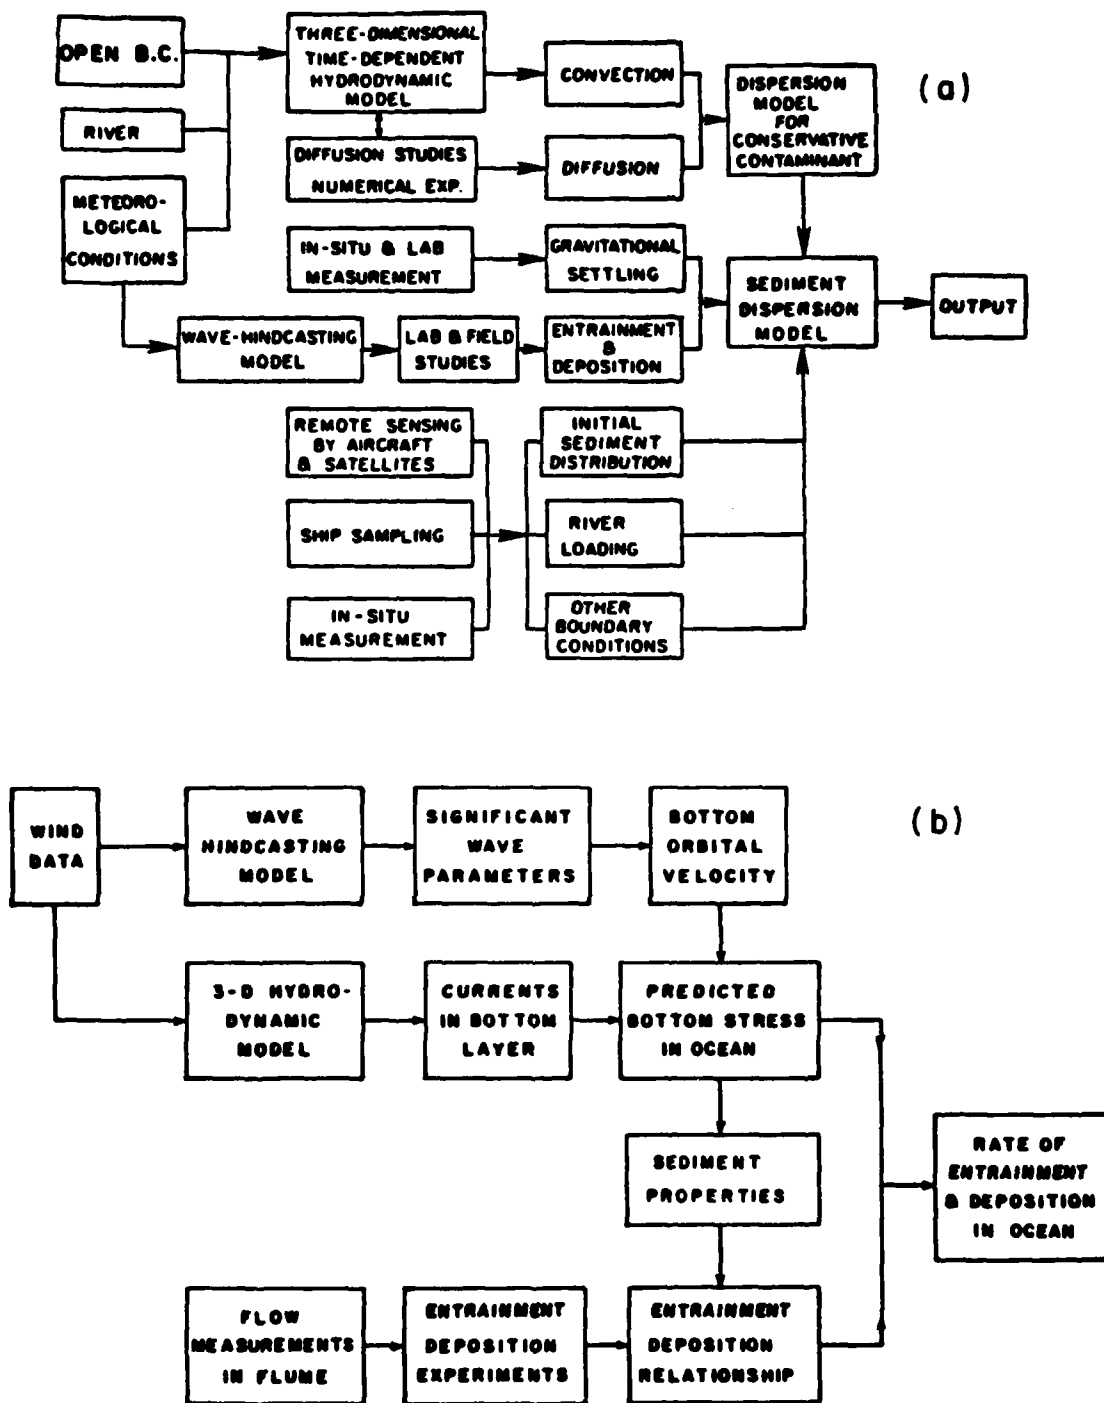 (a)
OPEN B.C.
RIVER
METEORO-
LOGICAL
CONDITIONS
THREE-DIMENSIONAL
TIME-DEPENDENT
HYDRODYNAMIC
MODEL
DIFFUSION STUDIES
NUMERICAL EXP.
CONVECTION
DIFFUSION
DISPERSION
MODEL
FOR
CONSERVATIVE
CONTAMINANT
IN-SITU & LAB
MEASUREMENT
GRAVITATIONAL
SETTLING
WAVE-HINDCASTING
MODEL
LAB & FIELD
STUDIES
ENTRAINMENT
&
DEPOSITION
SEDIMENT
DISPERSION
MODEL
OUTPUT
REMOTE SENSING
BY AIRCRAFT
& SATELLITES
SHIP SAMPLING
IN-SITU
MEASUREMENT
INITIAL
SEDIMENT
DISTRIBUTION
RIVER
LOADING
OTHER
BOUNDARY
CONDITIONS
(b)
WIND
DATA
WAVE
HINDCASTING
MODEL
SIGNIFICANT
WAVE
PARAMETERS
BOTTOM
ORBITAL
VELOCITY
3-D HYDRO-
DYNAMIC
MODEL
CURRENTS
IN BOTTOM
LAYER
PREDICTED
BOTTOM STRESS
IN OCEAN
SEDIMENT
PROPERTIES
RATE OF
ENTRAINMENT
& DEPOSITION
IN OCEAN
FLOW
MEASUREMENTS
IN FLUME
ENTRAINMENT
DEPOSITION
EXPERIMENTS
ENTRAINMENT
DEPOSITION
RELATIONSHIP